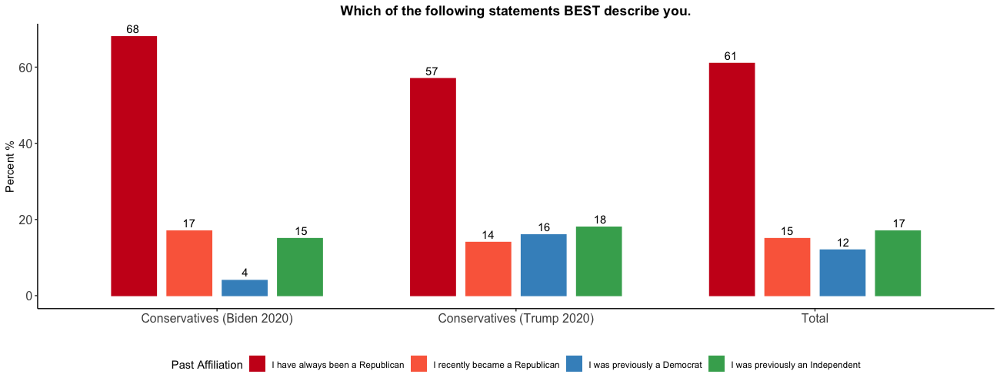 Which of the following statements BEST describe you.
Percent %
60
40
20
0
68
17
4
15
57
14
16
18
61
15
12
17
Conservatives (Biden 2020)
Conservatives (Trump 2020)
Total
Past Affiliation
I have always been a Republican
I recently became a Republican
I was previously a Democrat
I was previously an Independent